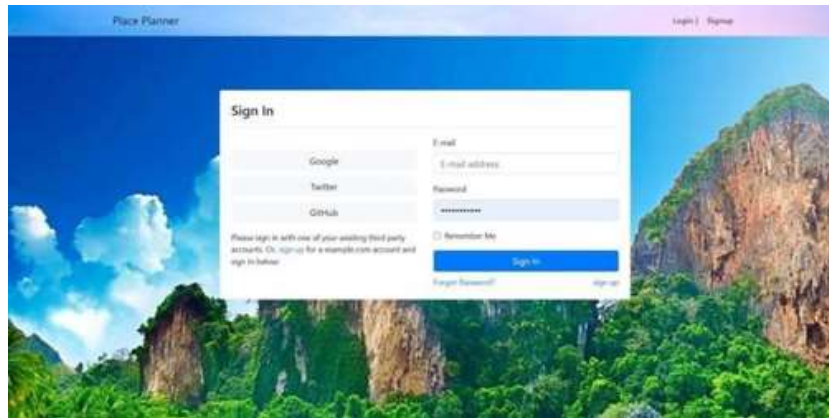 Place Planner
Login | Signup
Sign In
Google
Twitter
GitHub
Please sign in with one of your existing third party
accounts. Or, sign up for a example.com account and
sign in below:
E-mail
E-mail address
Password
Remember Me
Sign In
Forgot Password?
sign up